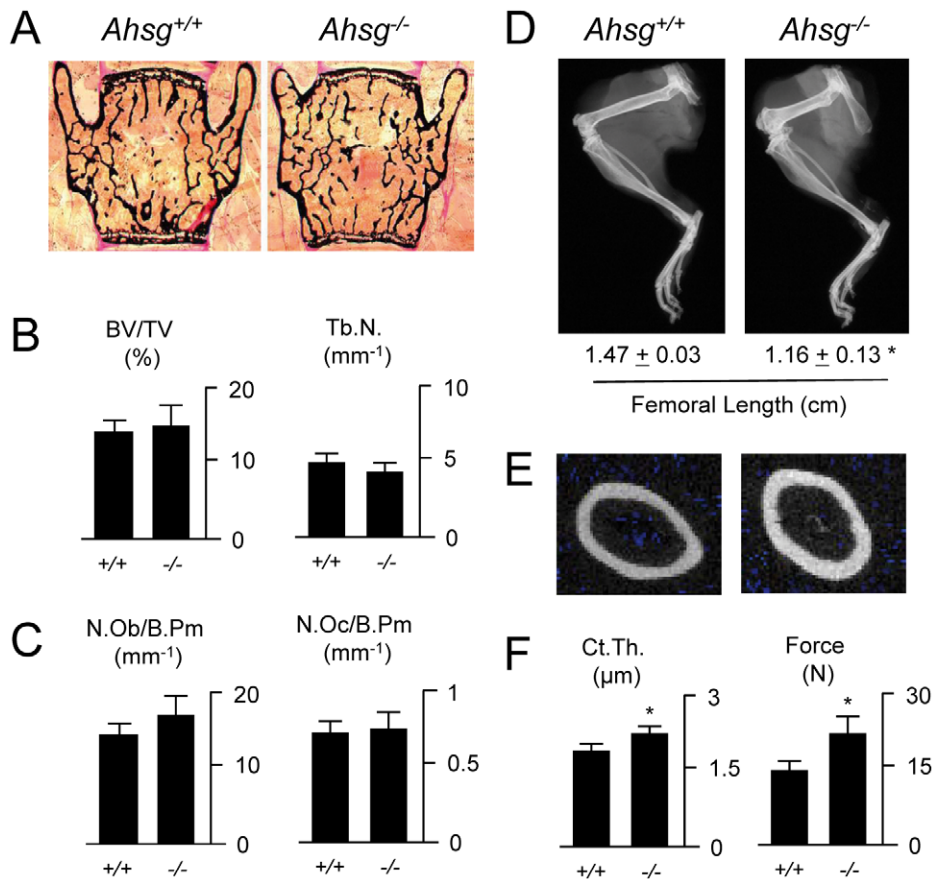 A
Ahsg+/+
Ahsg-/-
B
BV/TV
(%)
20
10
0
+/+
-/-
Tb.N.
(mm-1)
10
5
0
+/+
-/-
C
N.Ob/B.Pm
(mm-1)
20
10
0
+/+
-/-
N.Oc/B.Pm
(mm-1)
1
0.5
0
+/+
-/-
D
Ahsg+/+
Ahsg-/-
1.47 ± 0.03
1.16 ± 0.13 *
Femoral Length (cm)
E
F
Ct.Th.
(µm)
*
3
1.5
0
+/+
-/-
Force
(N)
*
30
15
0
+/+
-/-